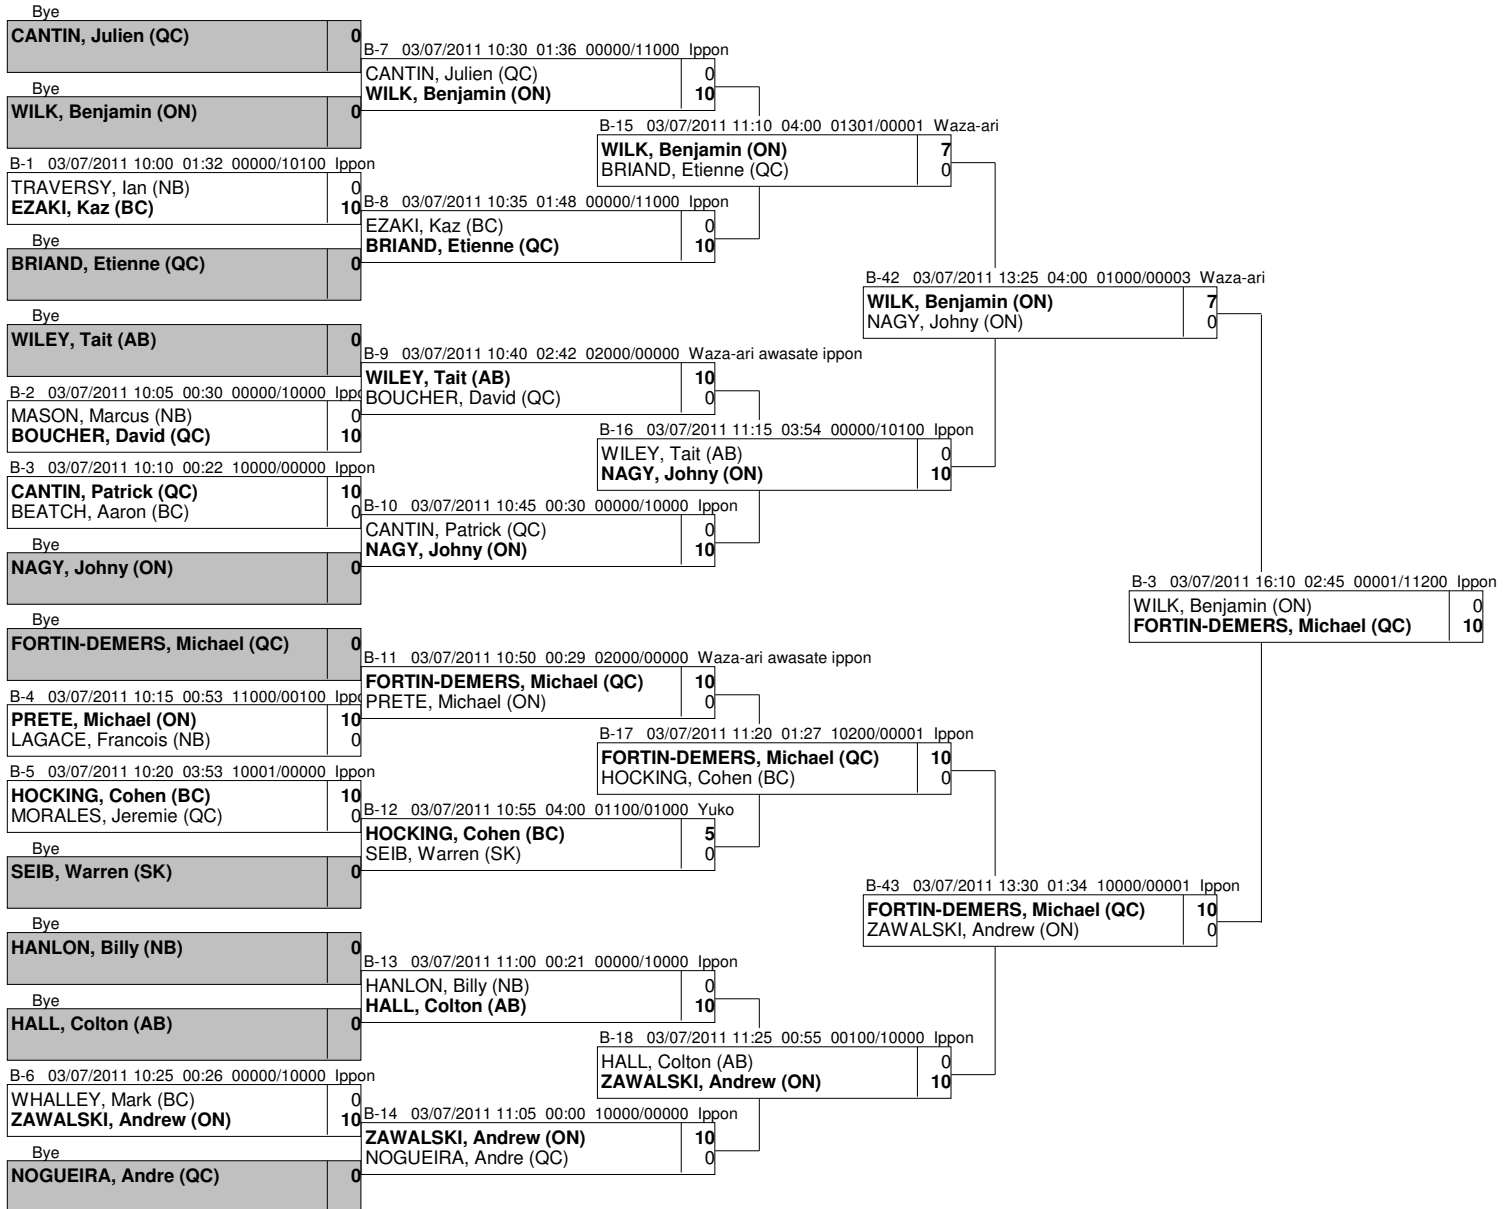 Bye
CANTIN, Julien (QC) 0
Bye
WILK, Benjamin (ON) 0
B-1 03/07/2011 10:00 01:32 00000/10100 Ippon
TRAVERSY, Ian (NB) 0
EZAKI, Kaz (BC) 10
Bye
BRIAND, Etienne (QC) 0
Bye
WILEY, Tait (AB) 0
B-2 03/07/2011 10:05 00:30 00000/10000 Ippo
MASON, Marcus (NB) 0
BOUCHER, David (QC) 10
B-3 03/07/2011 10:10 00:22 10000/00000 Ippon
CANTIN, Patrick (QC) 10
BEATCH, Aaron (BC) 0
Bye
NAGY, Johny (ON) 0
Bye
FORTIN-DEMERS, Michael (QC) 0
B-4 03/07/2011 10:15 00:53 11000/00100 Ippo
PRETE, Michael (ON) 10
LAGACE, Francois (NB) 0
B-5 03/07/2011 10:20 03:53 10001/00000 Ippon
HOCKING, Cohen (BC) 10
MORALES, Jeremie (QC) 0
Bye
SEIB, Warren (SK) 0
Bye
HANLON, Billy (NB) 0
Bye
HALL, Colton (AB) 0
B-6 03/07/2011 10:25 00:26 00000/10000 Ippon
WHALLEY, Mark (BC) 0
ZAWALSKI, Andrew (ON) 10
Bye
NOGUEIRA, Andre (QC) 0
B-7 03/07/2011 10:30 01:36 00000/11000 Ippon
CANTIN, Julien (QC) 0
WILK, Benjamin (ON) 10
B-8 03/07/2011 10:35 01:48 00000/11000 Ippon
EZAKI, Kaz (BC) 0
BRIAND, Etienne (QC) 10
B-9 03/07/2011 10:40 02:42 02000/00000 Waza-ari awasate ippon
WILEY, Tait (AB) 10
BOUCHER, David (QC) 0
B-10 03/07/2011 10:45 00:30 00000/10000 Ippon
CANTIN, Patrick (QC) 0
NAGY, Johny (ON) 10
B-11 03/07/2011 10:50 00:29 02000/00000 Waza-ari awasate ippon
FORTIN-DEMERS, Michael (QC) 10
PRETE, Michael (ON) 0
B-12 03/07/2011 10:55 04:00 01100/01000 Yuko
HOCKING, Cohen (BC) 5
SEIB, Warren (SK) 0
B-13 03/07/2011 11:00 00:21 00000/10000 Ippon
HANLON, Billy (NB) 0
HALL, Colton (AB) 10
B-14 03/07/2011 11:05 00:00 10000/00000 Ippon
ZAWALSKI, Andrew (ON) 10
NOGUEIRA, Andre (QC) 0
B-15 03/07/2011 11:10 04:00 01301/00001 Waza-ari
WILK, Benjamin (ON) 7
BRIAND, Etienne (QC) 0
B-16 03/07/2011 11:15 03:54 00000/10100 Ippon
WILEY, Tait (AB) 0
NAGY, Johny (ON) 10
B-17 03/07/2011 11:20 01:27 10200/00001 Ippon
FORTIN-DEMERS, Michael (QC) 10
HOCKING, Cohen (BC) 0
B-18 03/07/2011 11:25 00:55 00100/10000 Ippon
HALL, Colton (AB) 0
ZAWALSKI, Andrew (ON) 10
B-42 03/07/2011 13:25 04:00 01000/00003 Waza-ari
WILK, Benjamin (ON) 7
NAGY, Johny (ON) 0
B-43 03/07/2011 13:30 01:34 10000/00001 Ippon
FORTIN-DEMERS, Michael (QC) 10
ZAWALSKI, Andrew (ON) 0
B-3 03/07/2011 16:10 02:45 00001/11200 Ippon
WILK, Benjamin (ON) 0
FORTIN-DEMERS, Michael (QC) 10